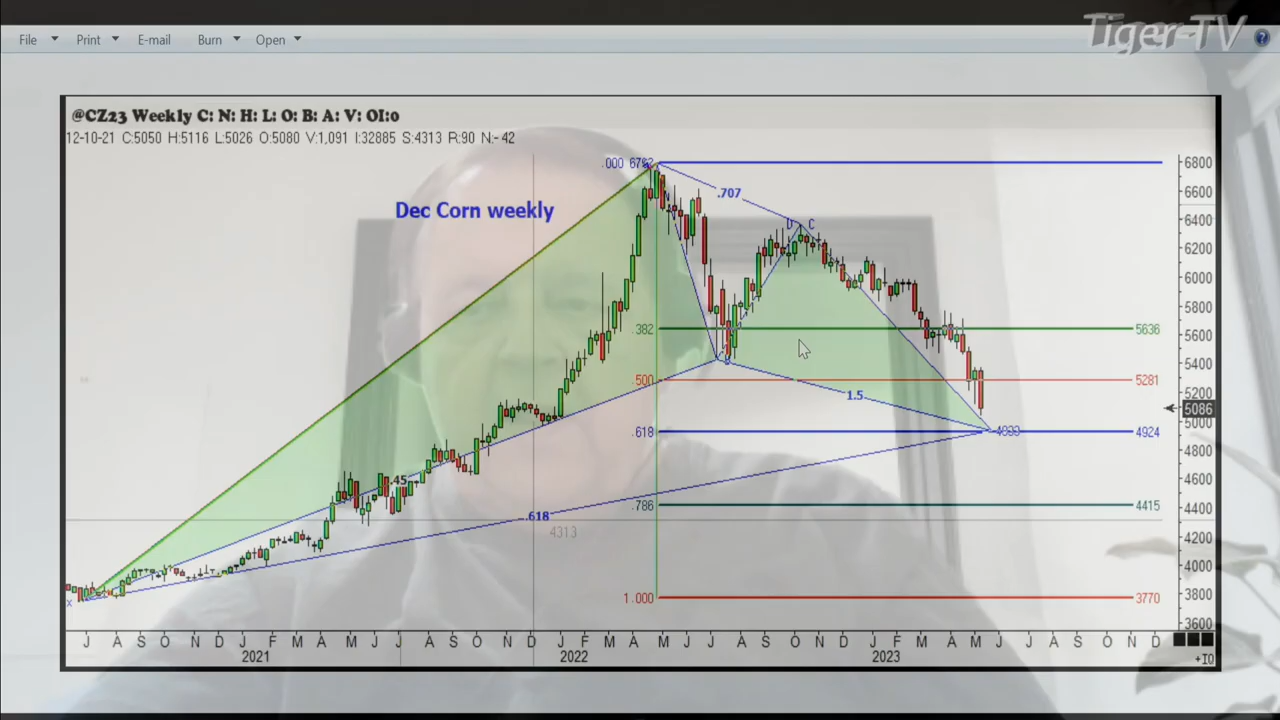 Tiger-TV
File Print E-mail Burn Open ?
@CZ23 Weekly C: N: H: L: O: B: A: V: OI:0
12-10-21 C:5050 H:5116 L:5026 O:5080 V:1,091 I:32885 S:4313 R:90 N:-42
.000 6792 6800
.707 6600
Dec Corn weekly
D C 6400
6200
6000
5800
.382 5636 5600
B 5400
.500 5281
1.5 5200
5086
5000
.618 4924
4800
.45 4600
.786 4415
.618 4400
4313
4200
4000
3800
x 1.000 3770
3600
J A S O N D F M A M J J A S O N D J F M A M J J A S O N D J F M A M J J A S O N D
2021 2022 2023
+IO